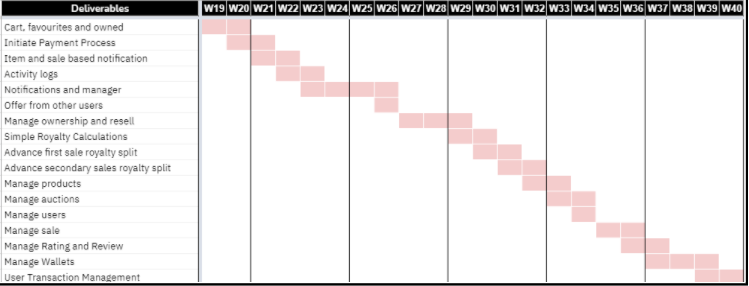 Deliverables W19 W20 W21 W22 W23 W24 W25 W26 W27 W28 W29 W30 W31 W32 W33 W34 W35 W36 W37 W38 W39 W40
Cart, favourites and owned
Initiate Payment Process
Item and sale based notification
Activity logs
Notifications and manager
Offer from other users
Manage ownership and resell
Simple Royalty Calculations
Advance first sale royalty split
Advance secondary sales royalty split
Manage products
Manage auctions
Manage users
Manage sale
Manage Rating and Review
Manage Wallets
User Transaction Management